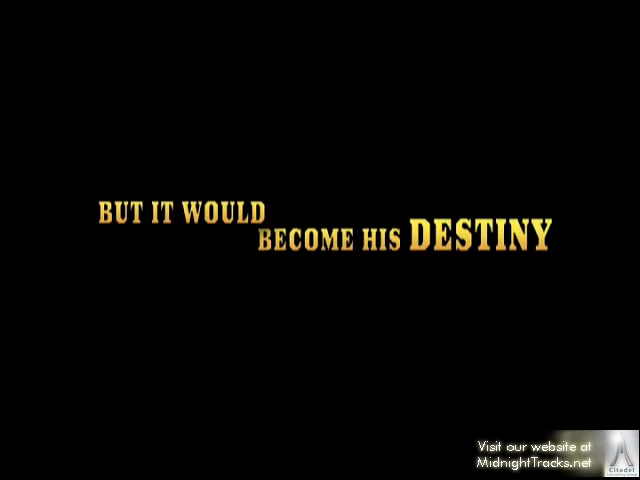 BUT IT WOULD
BECOME HIS DESTINY
Visit our website at
MidnightTracks.net
Citadel